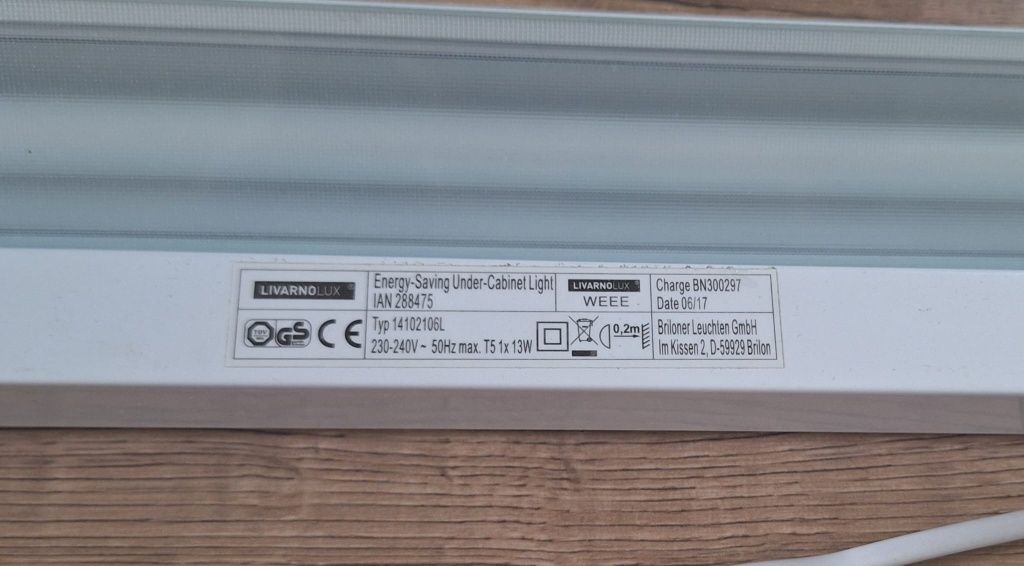 LIVARNOLUX
Energy-Saving Under-Cabinet Light
IAN 288475
LIVARNOLUX
WEEE
Charge BN300297
Date 06/17
TÜV
GS
CE
Typ 14102106L
230-240V ~ 50Hz max. T5 1x 13W
0,2m
Briloner Leuchten GmbH
Im Kissen 2, D-59929 Brilon